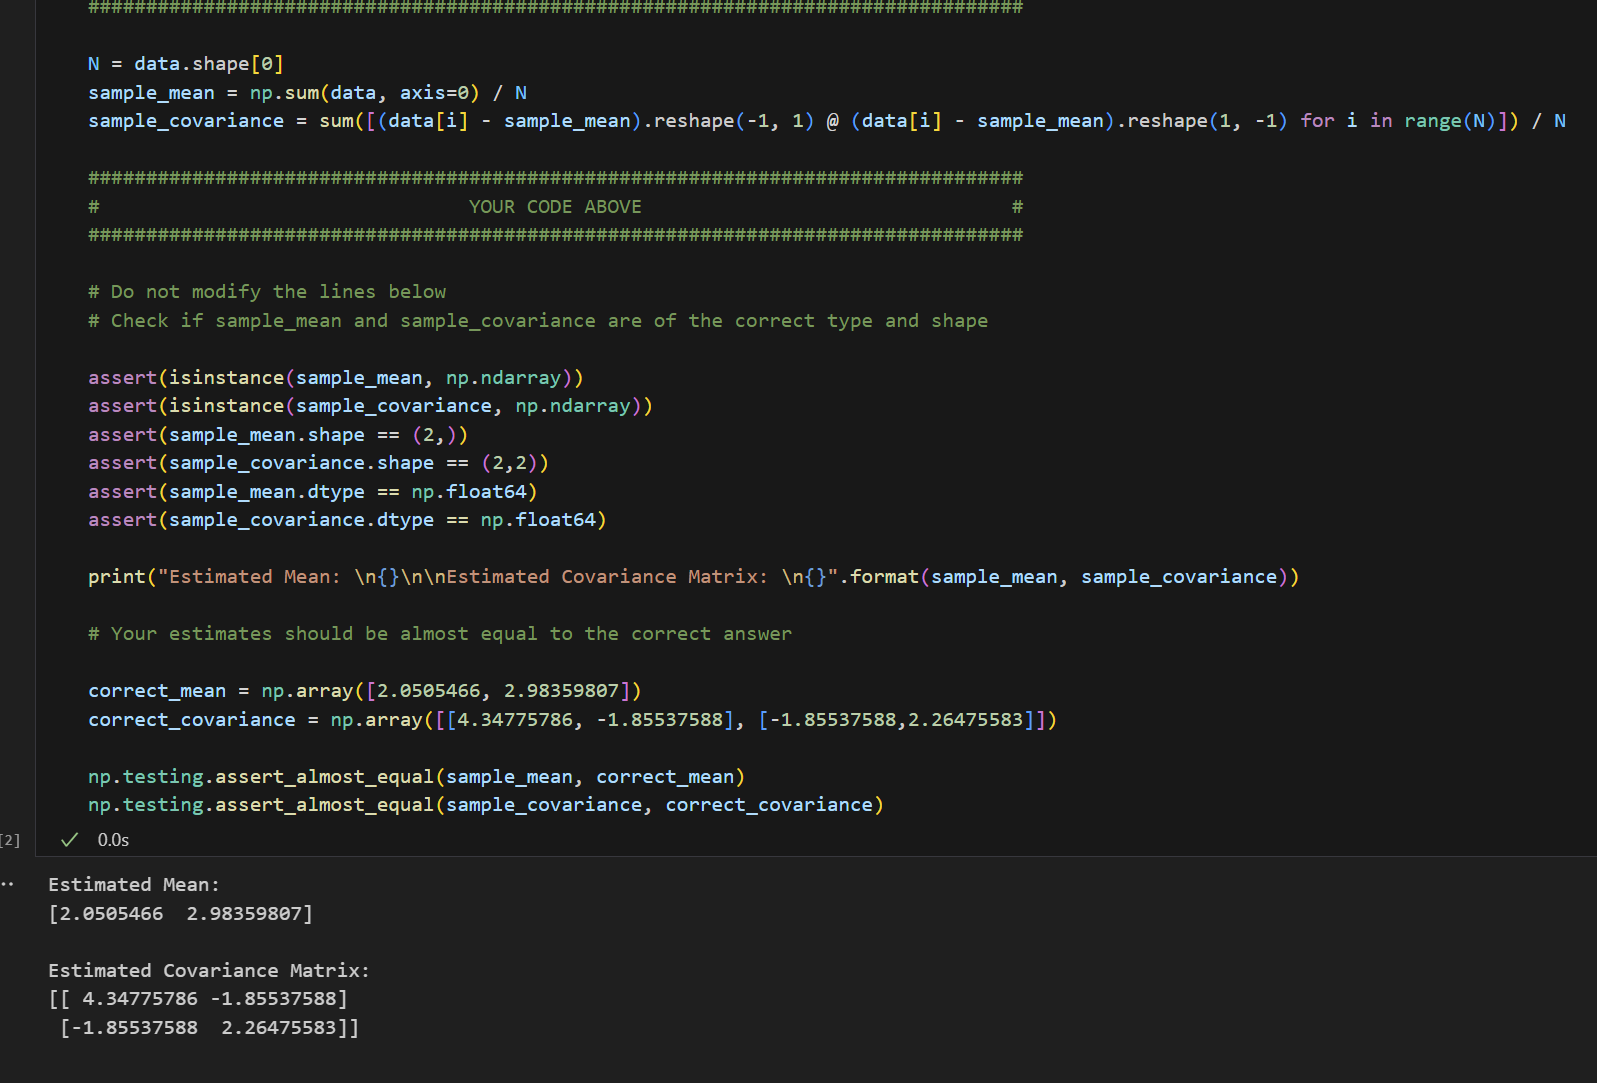 #################################################################################
N = data.shape[0]
sample_mean = np.sum(data, axis=0) / N
sample_covariance = sum([(data[i] - sample_mean).reshape(-1, 1) @ (data[i] - sample_mean).reshape(1, -1) for i in range(N)]) / N
#################################################################################
#                                YOUR CODE ABOVE                                #
#################################################################################
# Do not modify the lines below
# Check if sample_mean and sample_covariance are of the correct type and shape
assert(isinstance(sample_mean, np.ndarray))
assert(isinstance(sample_covariance, np.ndarray))
assert(sample_mean.shape == (2,))
assert(sample_covariance.shape == (2,2))
assert(sample_mean.dtype == np.float64)
assert(sample_covariance.dtype == np.float64)
print("Estimated Mean: \n{}\n\nEstimated Covariance Matrix: \n{}".format(sample_mean, sample_covariance))
# Your estimates should be almost equal to the correct answer
correct_mean = np.array([2.0505466, 2.98359807])
correct_covariance = np.array([[4.34775786, -1.85537588], [-1.85537588,2.26475583]])
np.testing.assert_almost_equal(sample_mean, correct_mean)
np.testing.assert_almost_equal(sample_covariance, correct_covariance)
[2] ✓ 0.0s
Estimated Mean:
[2.0505466  2.98359807]
Estimated Covariance Matrix:
[[ 4.34775786 -1.85537588]
 [-1.85537588  2.26475583]]